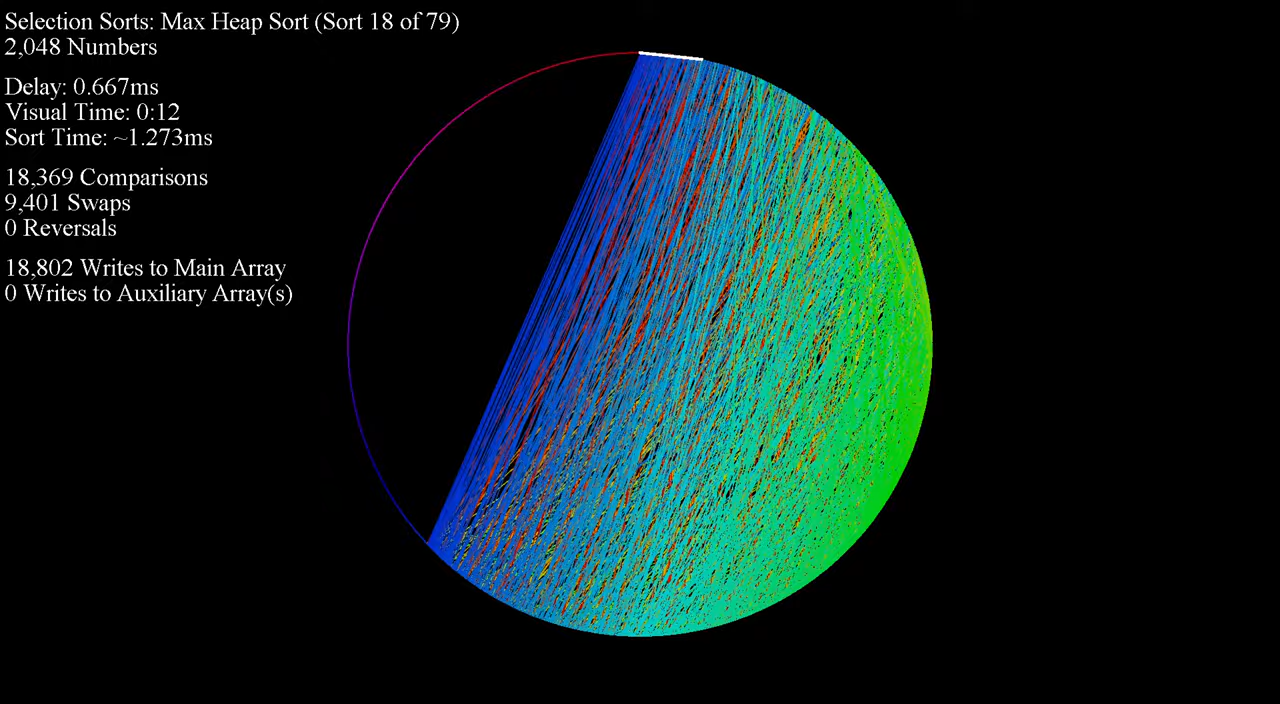 Selection Sorts: Max Heap Sort (Sort 18 of 79)
2,048 Numbers
Delay: 0.667ms
Visual Time: 0:12
Sort Time: ~1.273ms
18,369 Comparisons
9,401 Swaps
0 Reversals
18,802 Writes to Main Array
0 Writes to Auxiliary Array(s)